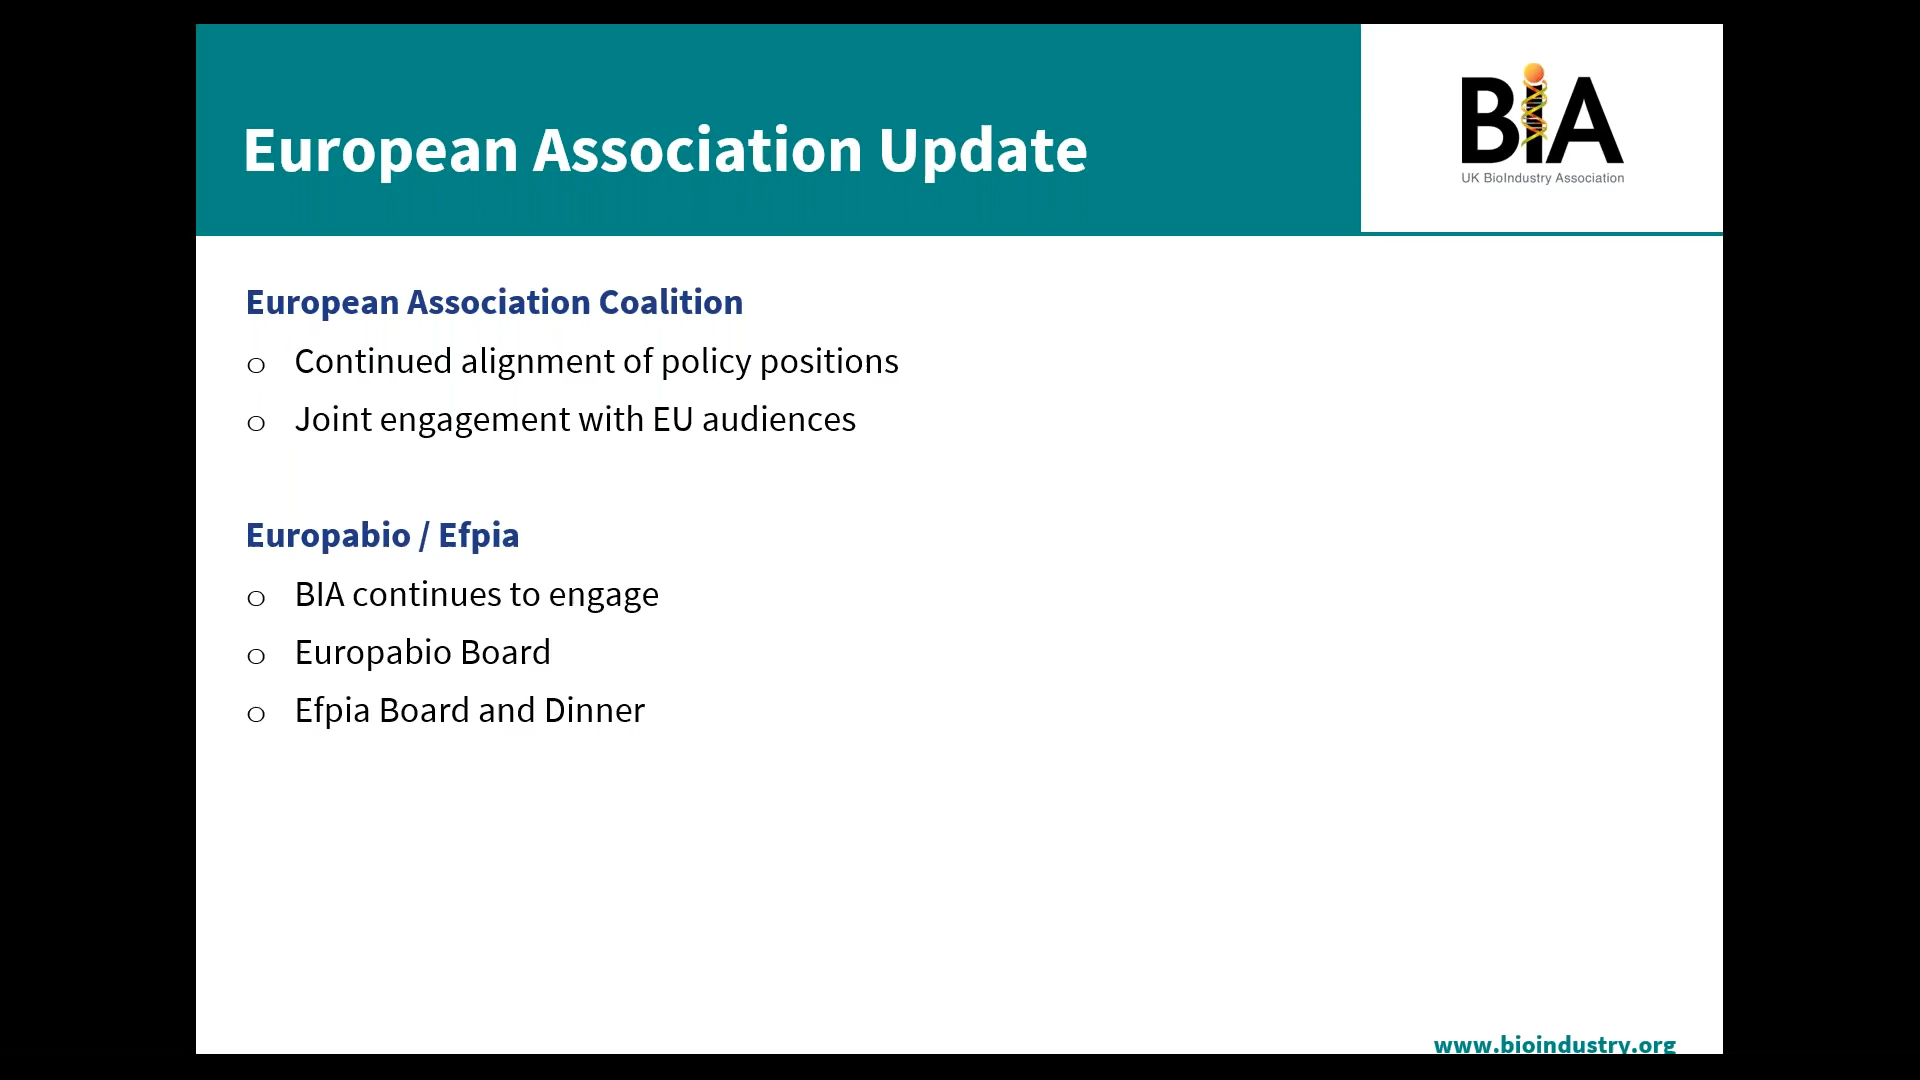 European Association Update
BiA
UK BioIndustry Association
European Association Coalition
o Continued alignment of policy positions
o Joint engagement with EU audiences
Europabio / Efpia
o BIA continues to engage
o Europabio Board
o Efpia Board and Dinner
www.bioindustry.org